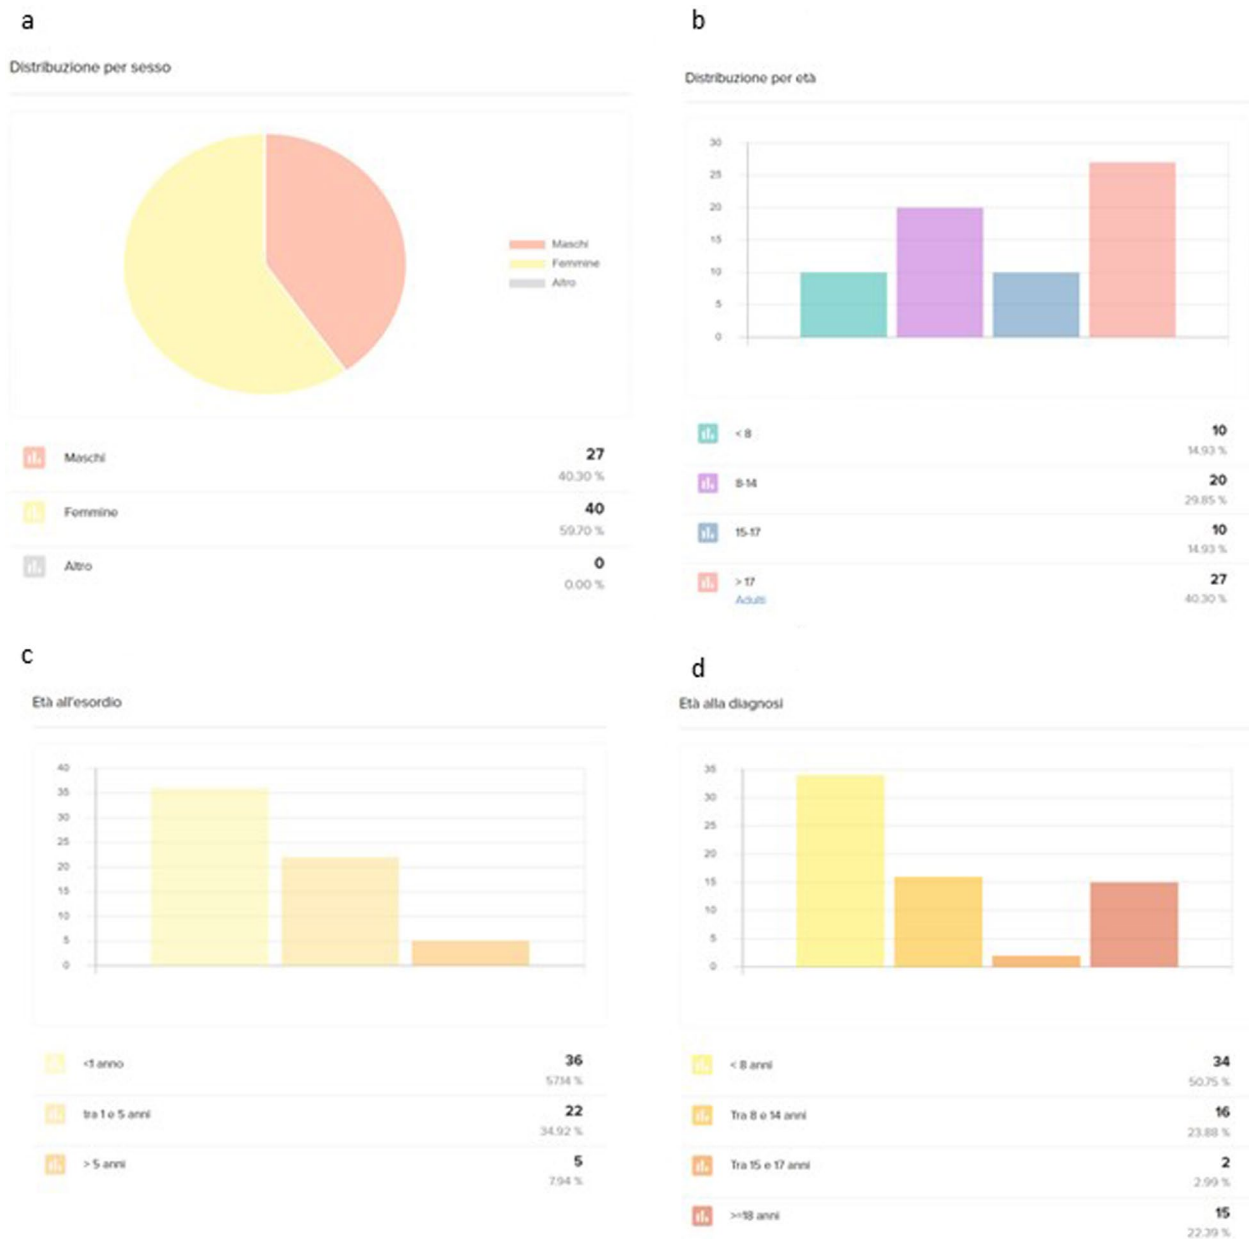 a
Distribuzione per sesso
Maschi
Femmine
Altro
Maschi
27
40.30 %
Femmine
40
59.70 %
Altro
0
0.00 %
b
Distribuzione per età
30
25
20
15
10
5
0
< 8
10
14.93 %
8-14
20
29.85 %
15-17
10
14.93 %
> 17
Adulti
27
40.30 %
c
Età all'esordio
40
35
30
25
20
15
10
5
0
<1 anno
36
57.14 %
tra 1 e 5 anni
22
34.92 %
> 5 anni
5
7.94 %
d
Età alla diagnosi
35
30
25
20
15
10
5
0
< 8 anni
34
50.75 %
Tra 8 e 14 anni
16
23.88 %
Tra 15 e 17 anni
2
2.99 %
>=18 anni
15
22.39 %